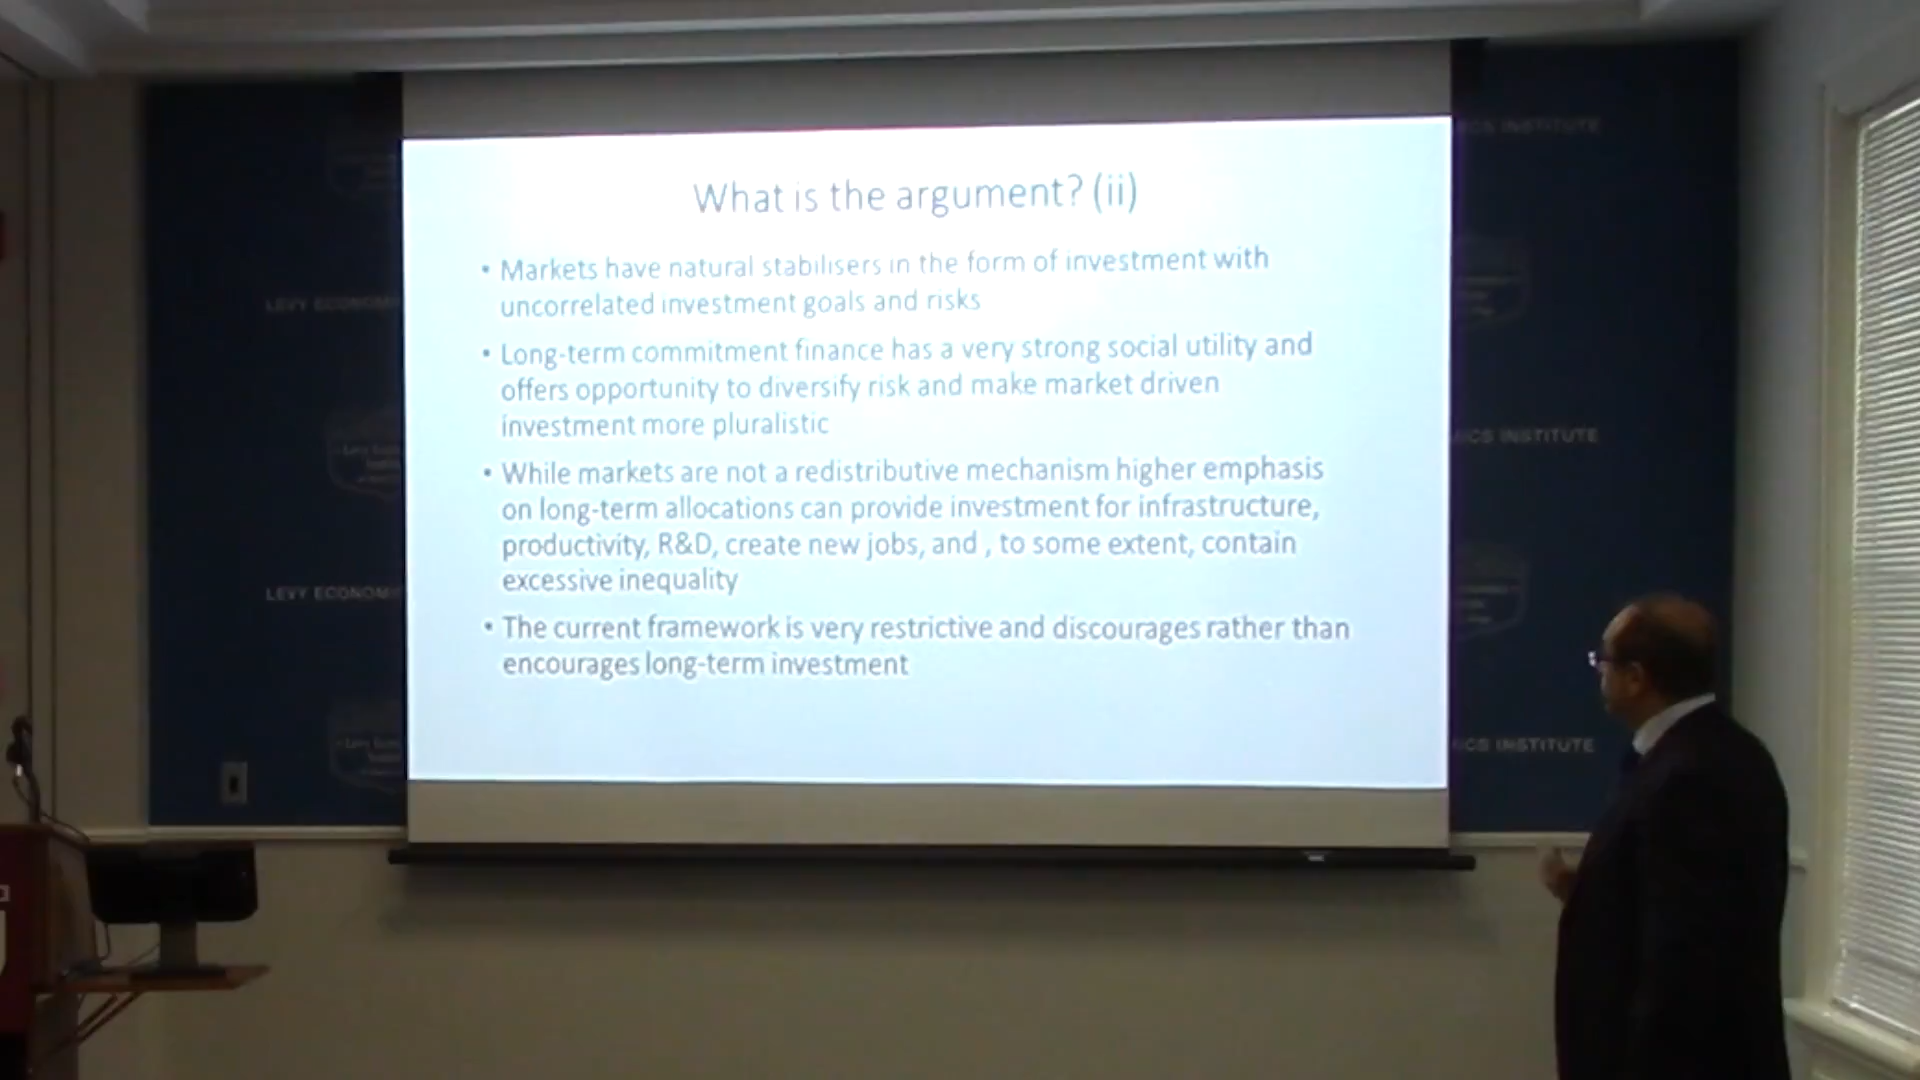 What is the argument? (ii)
• Markets have natural stabilisers in the form of investment with
uncorrelated investment goals and risks
• Long-term commitment finance has a very strong social utility and
offers opportunity to diversify risk and make market driven
investment more pluralistic
• While markets are not a redistributive mechanism higher emphasis
on long-term allocations can provide investment for infrastructure,
productivity, R&D, create new jobs, and , to some extent, contain
excessive inequality
• The current framework is very restrictive and discourages rather than
encourages long-term investment
LEVY ECONOMI
LEVY ECONOMI
INSTITUTE
ICS INSTITUTE
ICS INSTITUTE